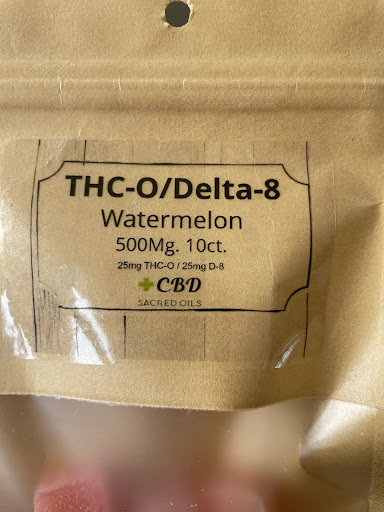 THC-O/Delta-8
Watermelon
500Mg. 10ct.
25mg THC-O / 25mg D-8
CBD
SACRED OILS